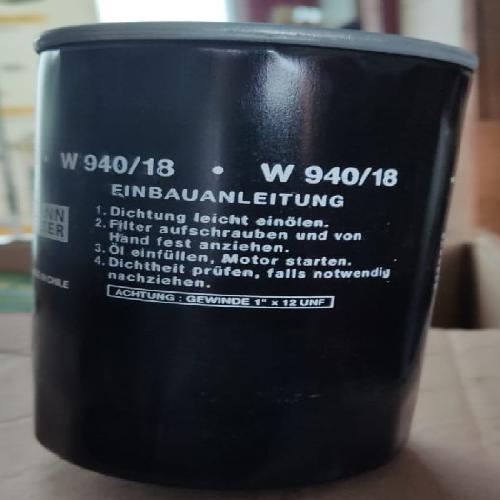 W 940/18 • W 940/18
EINBAUANLEITUNG
1. Dichtung leicht einölen.
2. Filter aufschrauben und von
Hand fest anziehen.
3. Öl einfüllen, Motor starten.
4. Dichtheit prüfen, falls notwendig
nachziehen.
ACHTUNG : GEWINDE 1" x 12 UNF